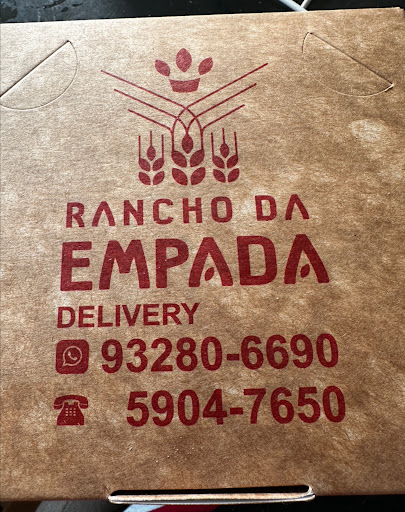 RANCHO DA
EMPADA
DELIVERY
93280-6690
5904-7650